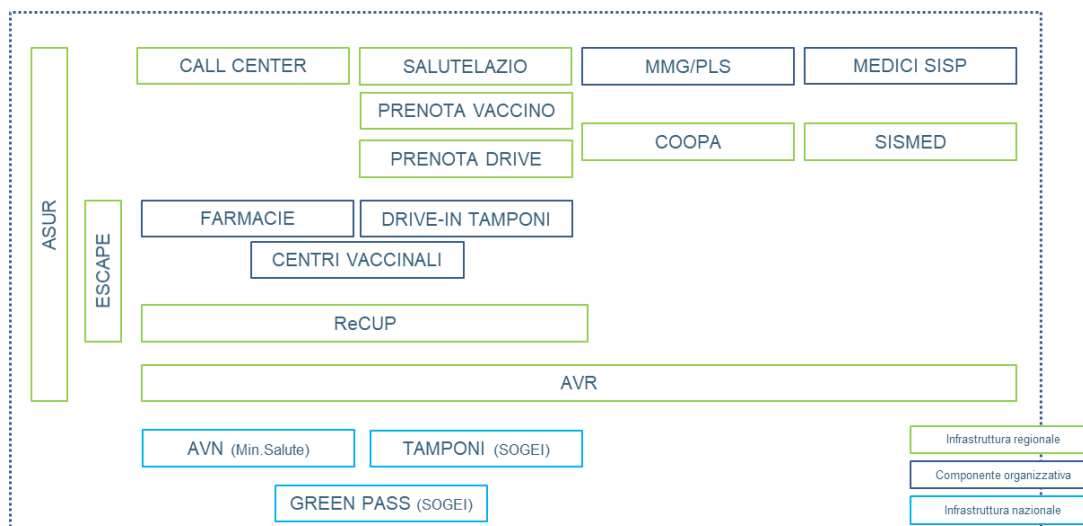 CALL CENTER
SALUTELAZIO
MMG/PLS
MEDICI SISP
PRENOTA VACCINO
COOPA
SISMED
PRENOTA DRIVE
ASUR
ESCAPE
FARMACIE
DRIVE-IN TAMPONI
CENTRI VACCINALI
ReCUP
AVR
AVN (Min.Salute)
TAMPONI (SOGEI)
GREEN PASS (SOGEI)
Infrastruttura regionale
Componente organizzativa
Infrastruttura nazionale